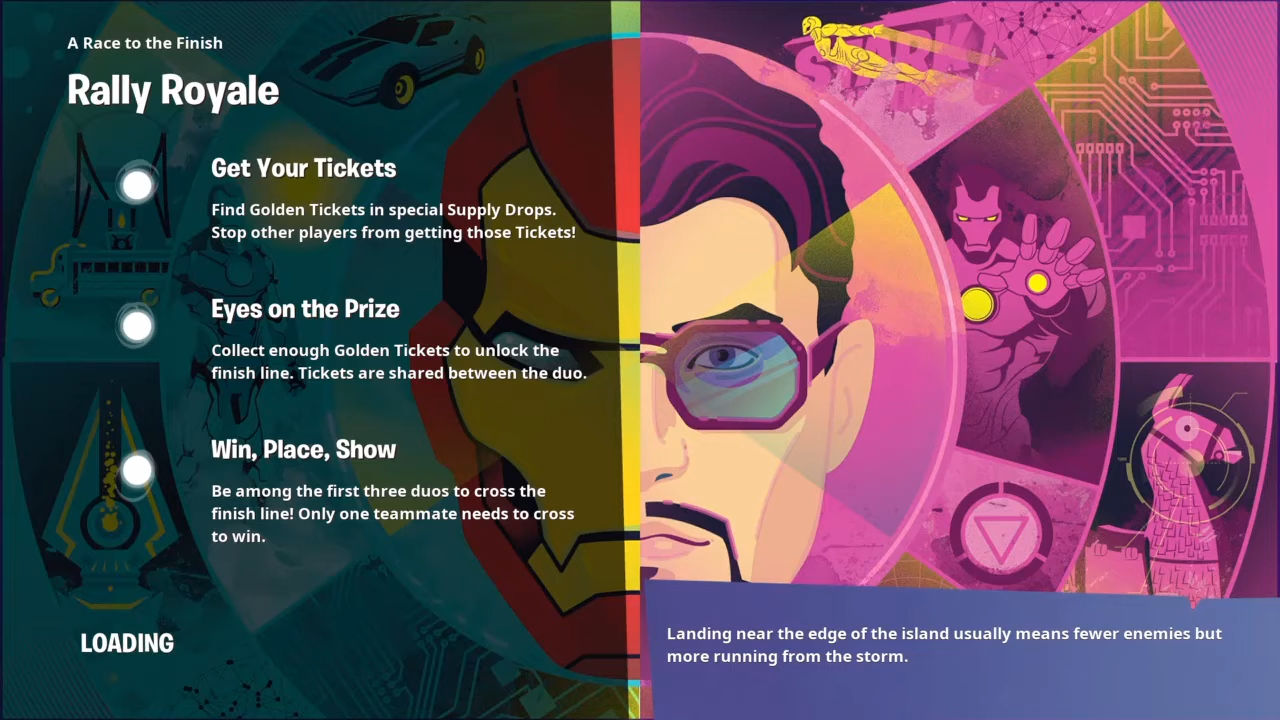 A Race to the Finish
Rally Royale
Get Your Tickets
Find Golden Tickets in special Supply Drops.
Stop other players from getting those Tickets!
Eyes on the Prize
Collect enough Golden Tickets to unlock the
finish line. Tickets are shared between the duo.
Win, Place, Show
Be among the first three duos to cross the
finish line! Only one teammate needs to cross
to win.
LOADING
STARK
Landing near the edge of the island usually means fewer enemies but
more running from the storm.